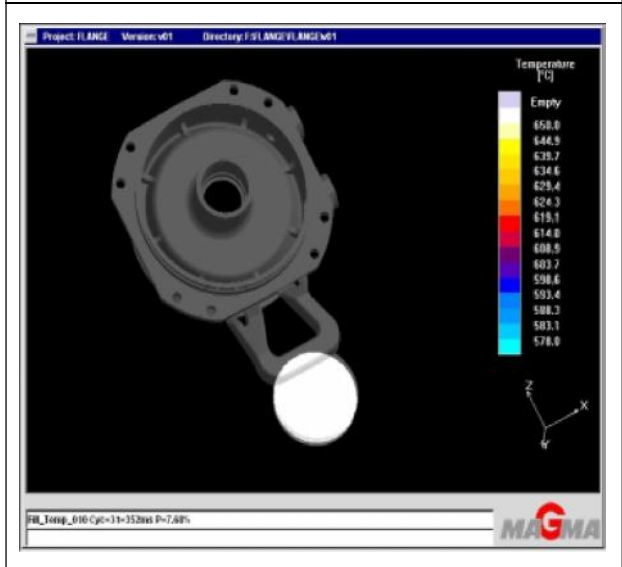 Project: FLANGE Version: v01 Directory: F:\FLANGE\FLANGE\v01
Temperature
[°C]
Empty
650.0
644.9
639.7
634.6
629.4
624.3
619.1
614.0
608.9
603.7
598.6
593.4
588.3
583.1
578.0
Z
X
Y
Fill_Temp_010 Cyc=31=352ms P=7.60%
MAGMA